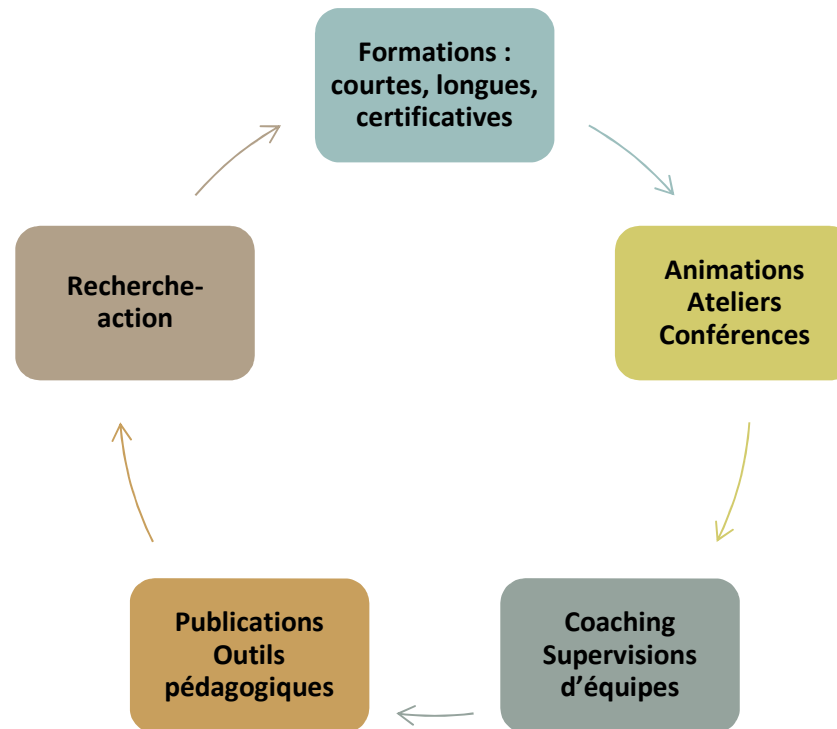 Formations :
courtes, longues,
certificatives
Animations
Ateliers
Conférences
Coaching
Supervisions
d’équipes
Publications
Outils
pédagogiques
Recherche-
action